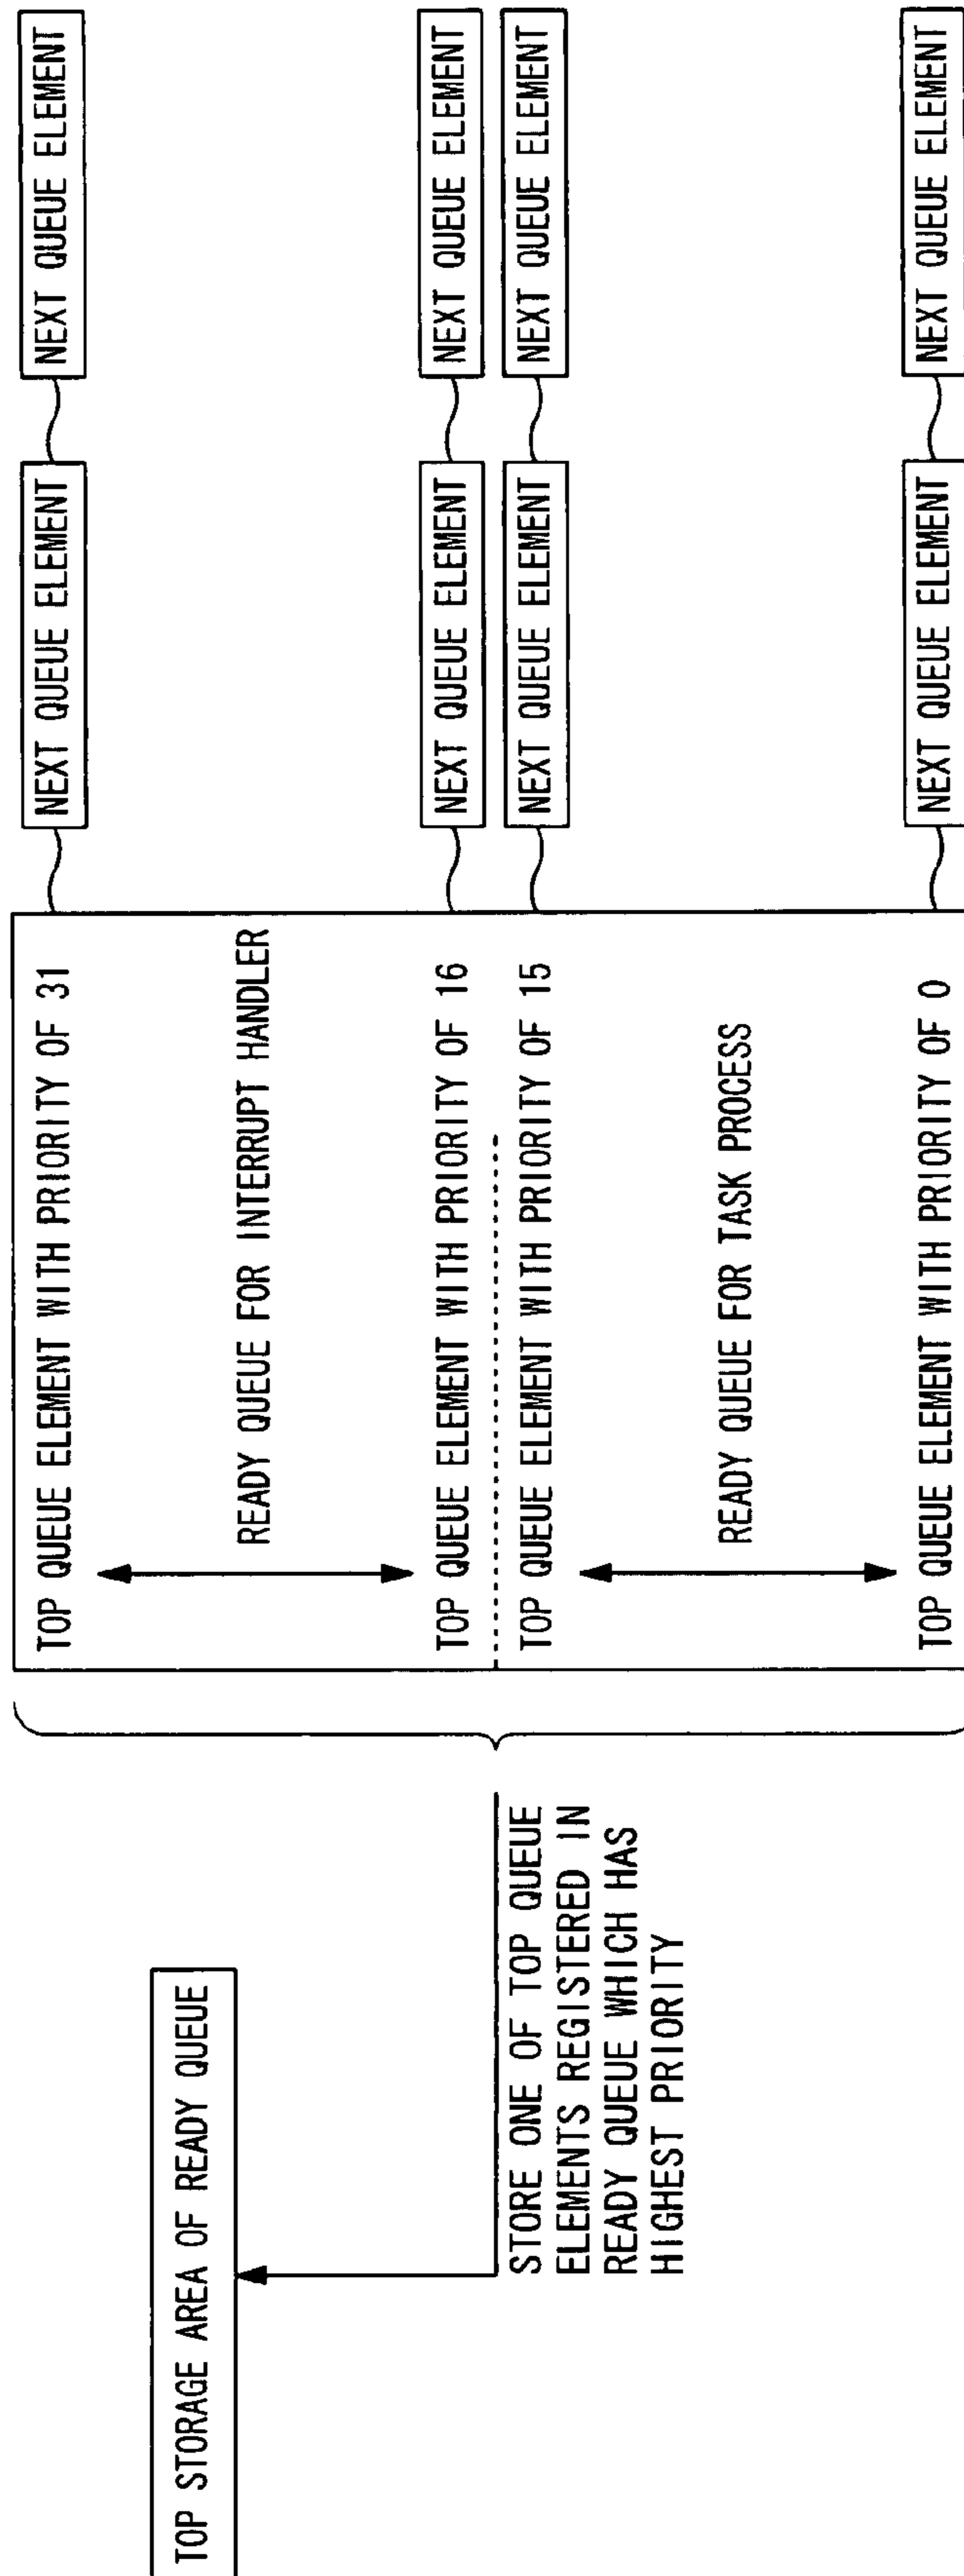 TOP STORAGE AREA OF READY QUEUE
STORE ONE OF TOP QUEUE
ELEMENTS REGISTERED IN
READY QUEUE WHICH HAS
HIGHEST PRIORITY
TOP QUEUE ELEMENT WITH PRIORITY OF 31
READY QUEUE FOR INTERRUPT HANDLER
TOP QUEUE ELEMENT WITH PRIORITY OF 16
TOP QUEUE ELEMENT WITH PRIORITY OF 15
READY QUEUE FOR TASK PROCESS
TOP QUEUE ELEMENT WITH PRIORITY OF 0
NEXT QUEUE ELEMENT
NEXT QUEUE ELEMENT
NEXT QUEUE ELEMENT
NEXT QUEUE ELEMENT
NEXT QUEUE ELEMENT
NEXT QUEUE ELEMENT
NEXT QUEUE ELEMENT
NEXT QUEUE ELEMENT